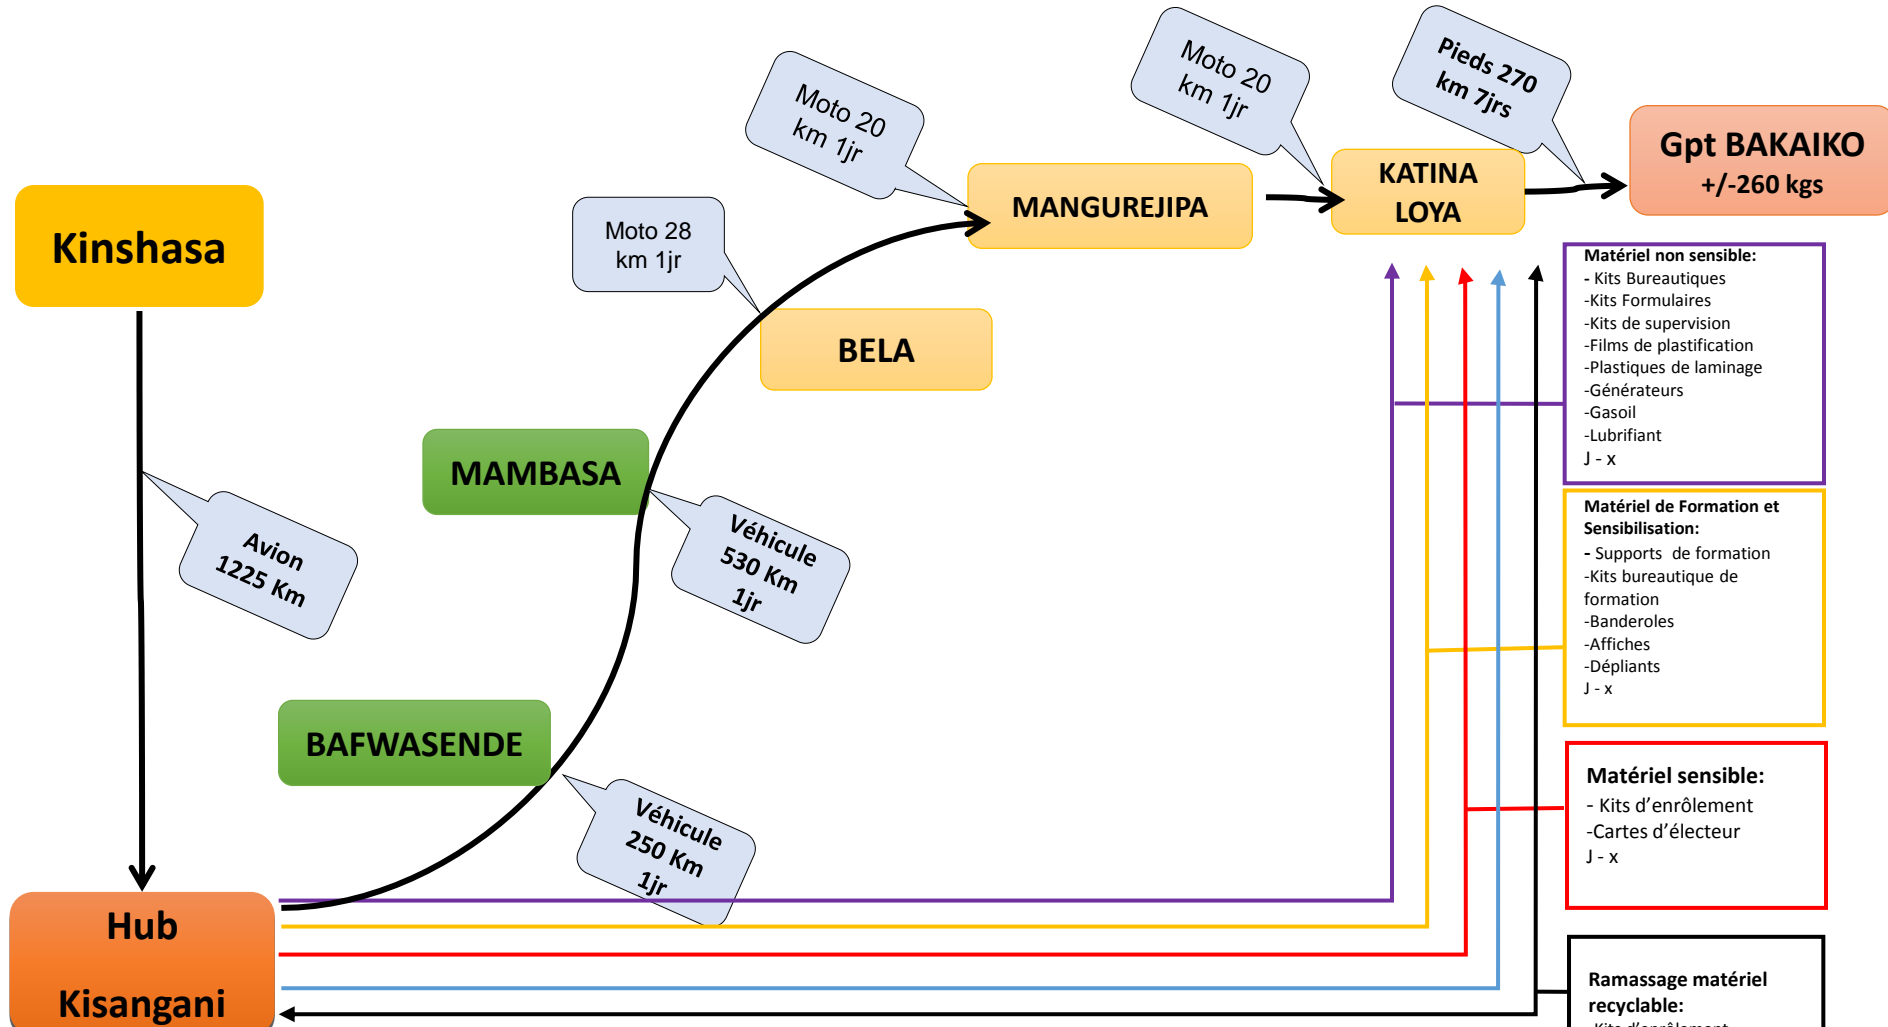 Pieds 270
km 7jrs
Moto 20
km 1jr
Moto 20
km 1jr
Gpt BAKAIKO
+/-260 kgs
KATINA
LOYA
MANGUREJIPA
Kinshasa
Moto 28
km 1jr
BELA
MAMBASA
Véhicule
530 Km
1jr
Avion
1225 Km
BAFWASENDE
Véhicule
250 Km
1jr
Hub
Kisangani
Matériel non sensible:
- Kits Bureautiques
-Kits Formulaires
-Kits de supervision
-Films de plastification
-Plastiques de laminage
-Générateurs
-Gasoil
-Lubrifiant
J - x
Matériel de Formation et
Sensibilisation:
- Supports de formation
-Kits bureautique de
formation
-Banderoles
-Affiches
-Dépliants
J - x
Matériel sensible:
- Kits d'enrôlement
-Cartes d'électeur
J - x
Ramassage matériel
recyclable:
-Kits d'enrôlement